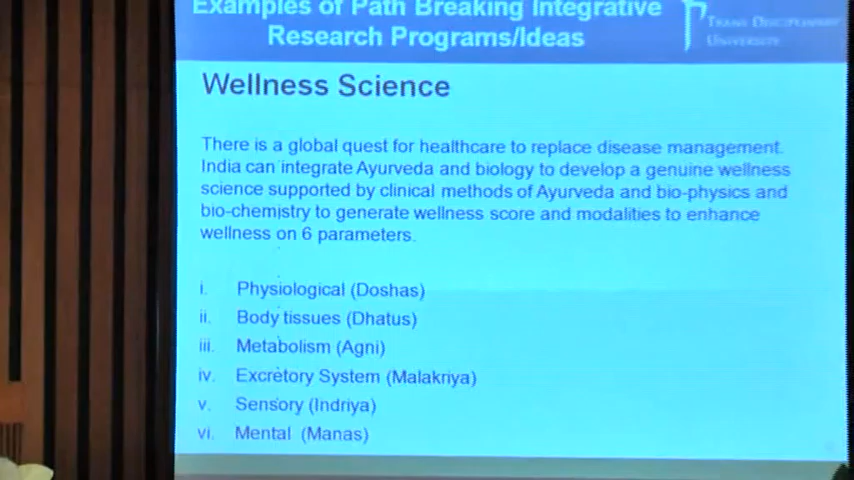 Examples of Path Breaking Integrative
Research Programs/Ideas
TRANS DISCIPLINARY
UNIVERSITY
Wellness Science
There is a global quest for healthcare to replace disease management.
India can integrate Ayurveda and biology to develop a genuine wellness
science supported by clinical methods of Ayurveda and bio-physics and
bio-chemistry to generate wellness score and modalities to enhance
wellness on 6 parameters.
i. Physiological (Doshas)
ii. Body tissues (Dhatus)
iii. Metabolism (Agni)
iv. Excretory System (Malakriya)
v. Sensory (Indriya)
vi. Mental (Manas)